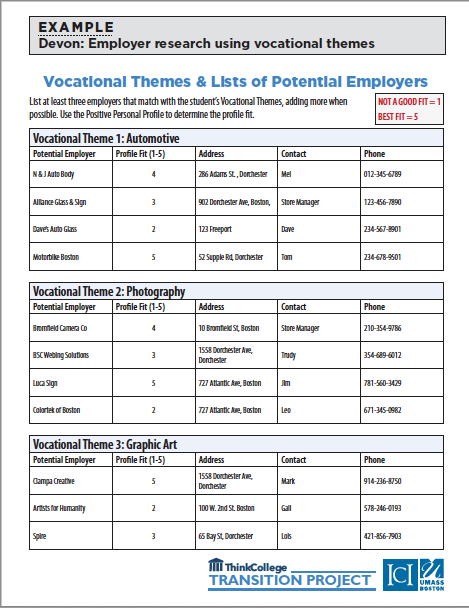 EXAMPLE
Devon: Employer research using vocational themes
Vocational Themes & Lists of Potential Employers
List at least three employers that match with the student's Vocational Themes, adding more when
possible. Use the Positive Personal Profile to determine the profile fit.
NOT A GOOD FIT = 1
BEST FIT = 5
Vocational Theme 1: Automotive
Potential Employer Profile Fit (1-5) Address Contact Phone
N & J Auto Body 4 286 Adams St. , Dorchester Mel 012-345-6789
Alliance Glass & Sign 3 902 Dorchester Ave, Boston, Store Manager 123-456-7890
Dave's Auto Glass 2 123 Freeport Dave 234-567-8901
Motorbike Boston 5 52 Supple Rd, Dorchester Tom 234-678-9501
Vocational Theme 2: Photography
Potential Employer Profile Fit (1-5) Address Contact Phone
Bromfield Camera Co 4 10 Bromfield St, Boston Store Manager 210-354-9786
BSC Webing Solutions 3 1558 Dorchester Ave, Dorchester Trudy 354-689-6012
Luca Sign 5 727 Atlantic Ave, Boston Jim 781-560-3429
Colortek of Boston 2 727 Atlantic Ave, Boston Leo 671-345-0982
Vocational Theme 3: Graphic Art
Potential Employer Profile Fit (1-5) Address Contact Phone
Clampa Creative 5 1558 Dorchester Ave, Dorchester Mark 914-236-8750
Artists for Humanity 2 100 W. 2nd St. Boston Gail 578-246-0193
Spire 3 65 Bay St, Dorchester Lois 421-856-7903
ThinkCollege
TRANSITION PROJECT
ICI
UMASS
BOSTON